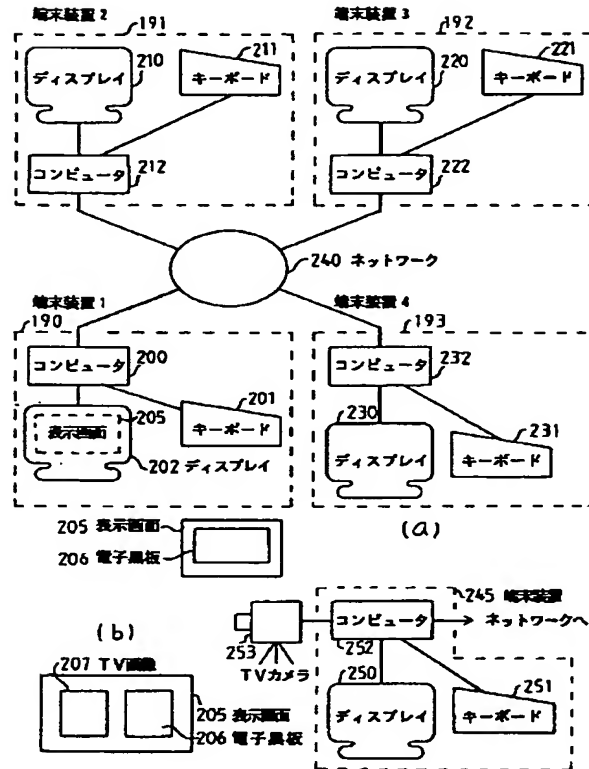 端末装置2
191
211
210
ディスプレイ
キーボード
コンピュータ
212
端末装置3
192
221
220
ディスプレイ
キーボード
コンピュータ
222
240 ネットワーク
端末装置1
190
コンピュータ
200
201
205
表示画面
キーボード
202 ディスプレイ
端末装置4
193
コンピュータ
232
230
231
ディスプレイ
キーボード
(a)
205 表示画面
206 電子黒板
(b)
207 TV画像
205 表示画面
206 電子黒板
245 端末装置
コンピュータ
ネットワークへ
253
252
TVカメラ
250
251
ディスプレイ
キーボード